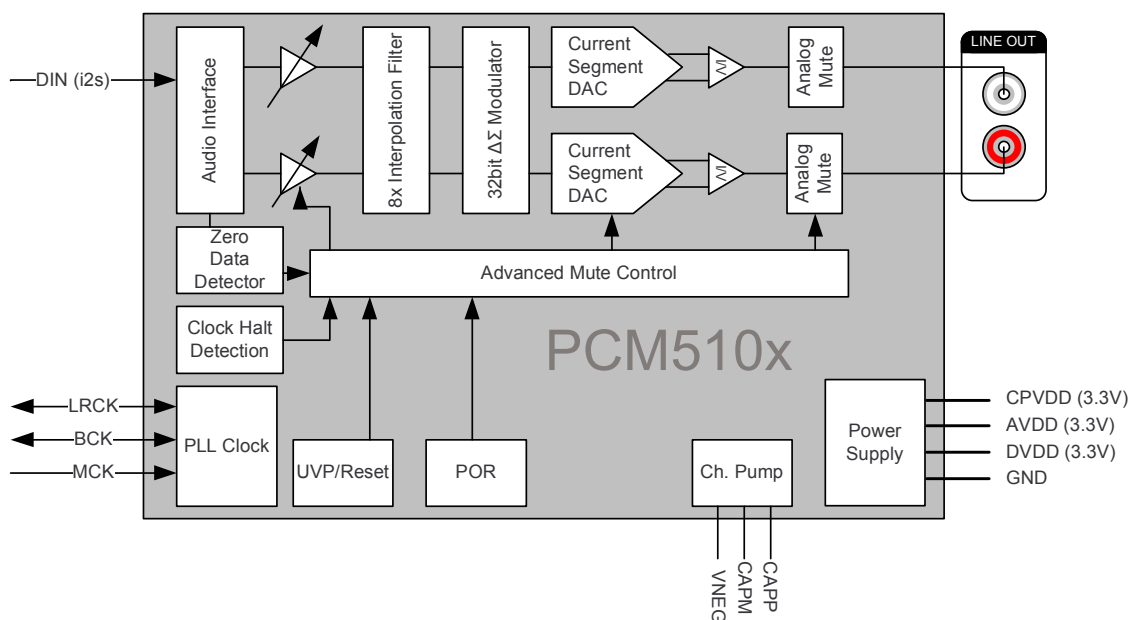 DIN (i2s)
Audio Interface
8x Interpolation Filter
32bit ΔΣ Modulator
Current
Segment
DAC
I/V
Analog
Mute
LINE OUT
Current
Segment
DAC
I/V
Analog
Mute
Zero
Data
Detector
Advanced Mute Control
Clock Halt
Detection
PCM510x
LRCK
BCK
MCK
PLL Clock
UVP/Reset
POR
Ch. Pump
Power
Supply
CPVDD (3.3V)
AVDD (3.3V)
DVDD (3.3V)
GND
VNEG
CAPM
CAPP